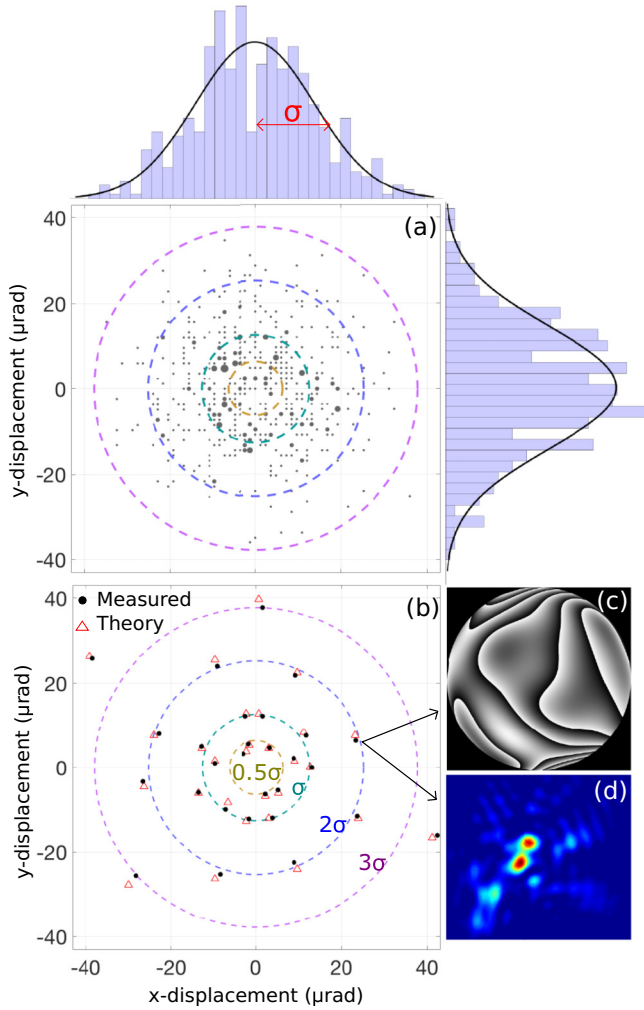 σ
(a)
40
20
0
-20
-40
y-displacement (μrad)
(b)
Measured
Theory
40
20
0
-20
-40
y-displacement (μrad)
0.5σ
σ
2σ
3σ
(c)
(d)
-40 -20 0 20 40
x-displacement (μrad)